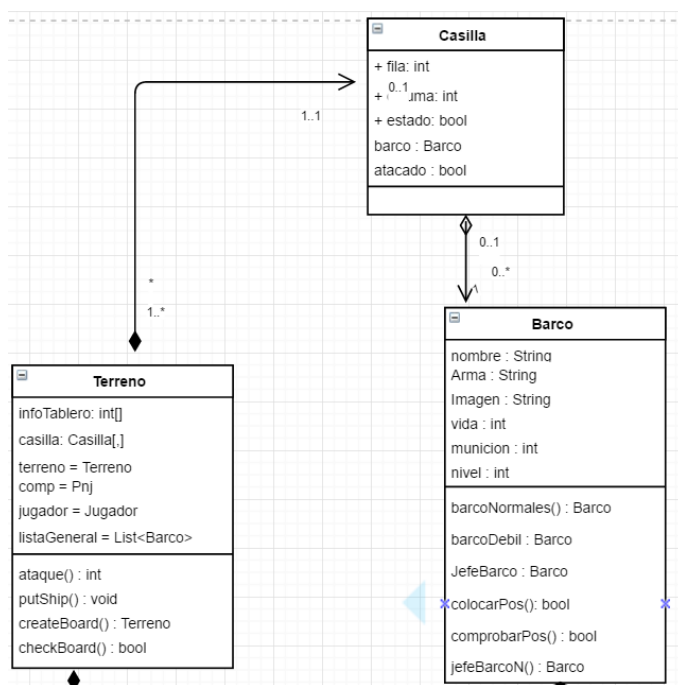 Casilla
+ fila: int
0..1
+ uma: int
+ estado: bool
barco : Barco
atacado : bool
1..1
0..1
0..*
*
1..*
Barco
nombre : String
Arma : String
Imagen : String
vida : int
municion : int
nivel : int
barcoNormales() : Barco
barcoDebil : Barco
JefeBarco : Barco
colocarPos(): bool
comprobarPos() : bool
jefeBarcoN() : Barco
Terreno
infoTablero: int[]
casilla: Casilla[,]
terreno = Terreno
comp = Pnj
jugador = Jugador
listaGeneral = List<Barco>
ataque() : int
putShip() : void
createBoard() : Terreno
checkBoard() : bool